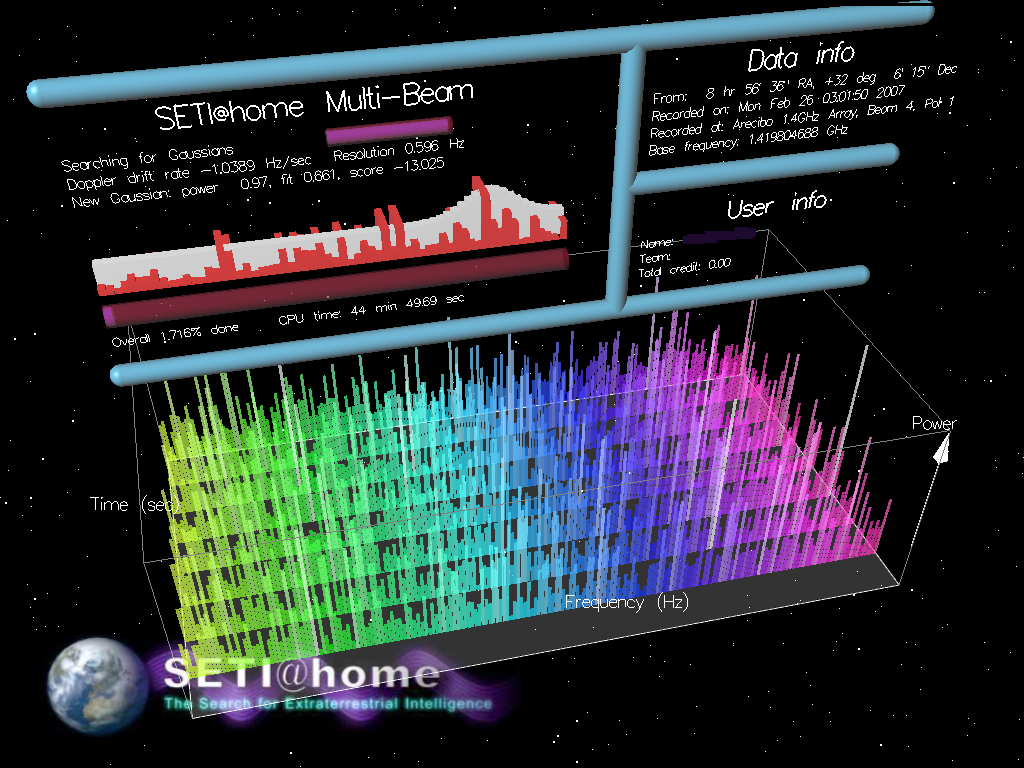 SETI@home Multi-Beam
Searching for Gaussians
Doppler drift rate -1.0389 Hz/sec Resolution 0.596 Hz
New Gaussian: power 0.97, fit 0.661, score -13.025
Overall 1.716% done CPU time: 44 min 49.69 sec
Data info
From: 8 hr 56' 36" RA, +32 deg 6' 15" Dec
Recorded on: Mon Feb 26 03:01:50 2007
Recorded at: Arecibo 1.4GHz Array, Beam 4, Pol 1
Base frequency: 1.419804688 GHz
User info
Name:
Team:
Total credit: 0.00
Power
Time (sec)
Frequency (Hz)
SETI@home
The Search for Extraterrestrial Intelligence